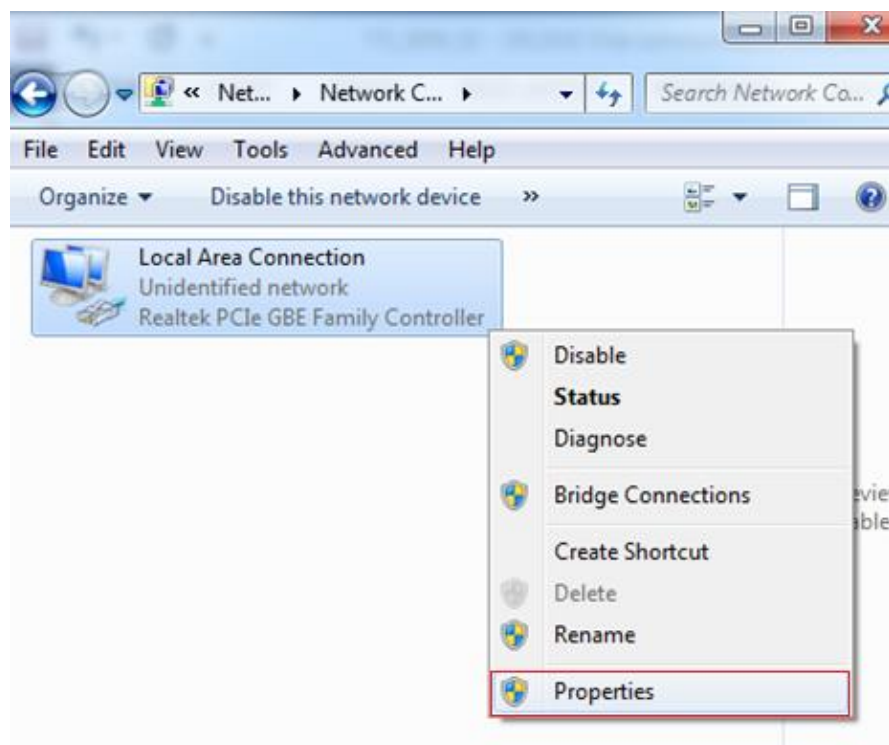 « Net... Network C...
Search Network Co...
File Edit View Tools Advanced Help
Organize Disable this network device »
Local Area Connection
Unidentified network
Realtek PCIe GBE Family Controller
Disable
Status
Diagnose
Bridge Connections
Create Shortcut
Delete
Rename
Properties